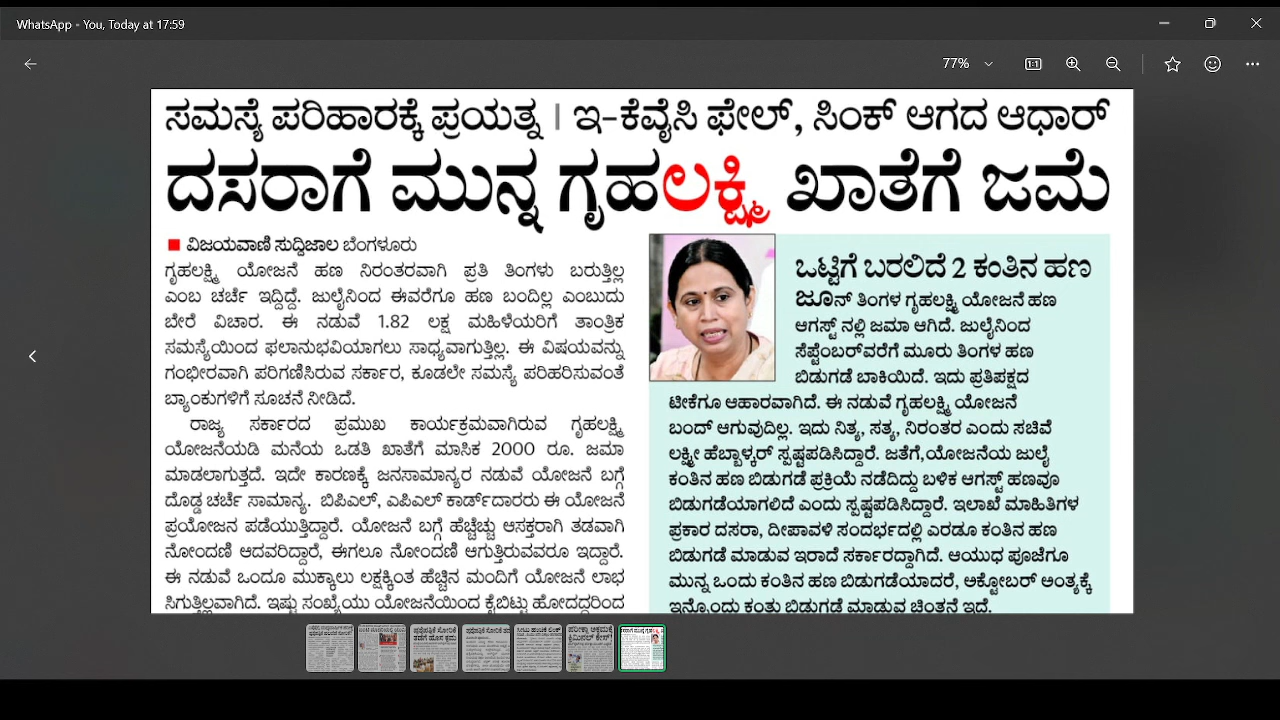 WhatsApp - You, Today at 17:59
77%
1:1
ಸಮಸ್ಯೆ ಪರಿಹಾರಕ್ಕೆ ಪ್ರಯತ್ನ | ಇ-ಕೆವೈಸಿ ಫೇಲ್, ಸಿಂಕ್ ಆಗದ ಆಧಾರ್
ದಸರಾಗೆ ಮುನ್ನ ಗೃಹಲಕ್ಷ್ಮಿ ಖಾತೆಗೆ ಜಮೆ
■ ವಿಜಯವಾಣಿ ಸುದ್ದಿಜಾಲ ಬೆಂಗಳೂರು
ಗೃಹಲಕ್ಷ್ಮಿ ಯೋಜನೆ ಹಣ ನಿರಂತರವಾಗಿ ಪ್ರತಿ ತಿಂಗಳು ಬರುತ್ತಿಲ್ಲ
ಎಂಬ ಚರ್ಚೆ ಇದ್ದಿದ್ದೆ. ಜುಲೈನಿಂದ ಈವರೆಗೂ ಹಣ ಬಂದಿಲ್ಲ ಎಂಬುದು
ಬೇರೆ ವಿಚಾರ. ಈ ನಡುವೆ 1.82 ಲಕ್ಷ ಮಹಿಳೆಯರಿಗೆ ತಾಂತ್ರಿಕ
ಸಮಸ್ಯೆಯಿಂದ ಫಲಾನುಭವಿಯಾಗಲು ಸಾಧ್ಯವಾಗುತ್ತಿಲ್ಲ. ಈ ವಿಷಯವನ್ನು
ಗಂಭೀರವಾಗಿ ಪರಿಗಣಿಸಿರುವ ಸರ್ಕಾರ, ಕೂಡಲೇ ಸಮಸ್ಯೆ ಪರಿಹರಿಸುವಂತೆ
ಬ್ಯಾಂಕುಗಳಿಗೆ ಸೂಚನೆ ನೀಡಿದೆ.
ರಾಜ್ಯ ಸರ್ಕಾರದ ಪ್ರಮುಖ ಕಾರ್ಯಕ್ರಮವಾಗಿರುವ ಗೃಹಲಕ್ಷ್ಮಿ
ಯೋಜನೆಯಡಿ ಮನೆಯ ಒಡತಿ ಖಾತೆಗೆ ಮಾಸಿಕ 2000 ರೂ. ಜಮಾ
ಮಾಡಲಾಗುತ್ತದೆ. ಇದೇ ಕಾರಣಕ್ಕೆ ಜನಸಾಮಾನ್ಯರ ನಡುವೆ ಯೋಜನೆ ಬಗ್ಗೆ
ದೊಡ್ಡ ಚರ್ಚೆ ಸಾಮಾನ್ಯ. ಬಿಪಿಎಲ್, ಎಪಿಎಲ್ ಕಾರ್ಡ್‌ದಾರರು ಈ ಯೋಜನೆ
ಪ್ರಯೋಜನ ಪಡೆಯುತ್ತಿದ್ದಾರೆ. ಯೋಜನೆ ಬಗ್ಗೆ ಹೆಚ್ಚೆಚ್ಚು ಆಸಕ್ತರಾಗಿ ತಡವಾಗಿ
ನೋಂದಣಿ ಆದವರಿದ್ದಾರೆ, ಈಗಲೂ ನೋಂದಣಿ ಆಗುತ್ತಿರುವವರೂ ಇದ್ದಾರೆ.
ಈ ನಡುವೆ ಒಂದೂ ಮುಕ್ಕಾಲು ಲಕ್ಷಕ್ಕಿಂತ ಹೆಚ್ಚಿನ ಮಂದಿಗೆ ಯೋಜನೆ ಲಾಭ
ಸಿಗುತ್ತಿಲ್ಲವಾಗಿದೆ. ಇಷ್ಟು ಸಂಖ್ಯೆಯು ಯೋಜನೆಯಿಂದ ಕೈಬಿಟ್ಟು ಹೋದದ್ದರಿಂದ
ಒಟ್ಟಿಗೆ ಬರಲಿದೆ 2 ಕಂತಿನ ಹಣ
ಜೂನ್ ತಿಂಗಳ ಗೃಹಲಕ್ಷ್ಮಿ ಯೋಜನೆ ಹಣ
ಆಗಸ್ಟ್ ನಲ್ಲಿ ಜಮಾ ಆಗಿದೆ. ಜುಲೈನಿಂದ
ಸೆಪ್ಟೆಂಬರ್‌ವರೆಗೆ ಮೂರು ತಿಂಗಳ ಹಣ
ಬಿಡುಗಡೆ ಬಾಕಿಯಿದೆ. ಇದು ಪ್ರತಿಪಕ್ಷದ
ಟೀಕೆಗೂ ಆಹಾರವಾಗಿದೆ. ಈ ನಡುವೆ ಗೃಹಲಕ್ಷ್ಮಿ ಯೋಜನೆ
ಬಂದ್ ಆಗುವುದಿಲ್ಲ. ಇದು ನಿತ್ಯ, ಸತ್ಯ, ನಿರಂತರ ಎಂದು ಸಚಿವೆ
ಲಕ್ಷ್ಮೀ ಹೆಬ್ಬಾಳ್ಕರ್ ಸ್ಪಷ್ಟಪಡಿಸಿದ್ದಾರೆ. ಜತೆಗೆ,ಯೋಜನೆಯ ಜುಲೈ
ಕಂತಿನ ಹಣ ಬಿಡುಗಡೆ ಪ್ರಕ್ರಿಯೆ ನಡೆದಿದ್ದು ಬಳಿಕ ಆಗಸ್ಟ್ ಹಣವೂ
ಬಿಡುಗಡೆಯಾಗಲಿದೆ ಎಂದು ಸ್ಪಷ್ಟಪಡಿಸಿದ್ದಾರೆ. ಇಲಾಖೆ ಮಾಹಿತಿಗಳ
ಪ್ರಕಾರ ದಸರಾ, ದೀಪಾವಳಿ ಸಂದರ್ಭದಲ್ಲಿ ಎರಡೂ ಕಂತಿನ ಹಣ
ಬಿಡುಗಡೆ ಮಾಡುವ ಇರಾದೆ ಸರ್ಕಾರದ್ದಾಗಿದೆ. ಆಯುಧ ಪೂಜೆಗೂ
ಮುನ್ನ ಒಂದು ಕಂತಿನ ಹಣ ಬಿಡುಗಡೆಯಾದರೆ, ಅಕ್ಟೋಬರ್ ಅಂತ್ಯಕ್ಕೆ
ಇನ್ನೊಂದು ಕಂತು ಬಿಡುಗಡೆ ಮಾಡುವ ಚಿಂತನೆ ಇದೆ.